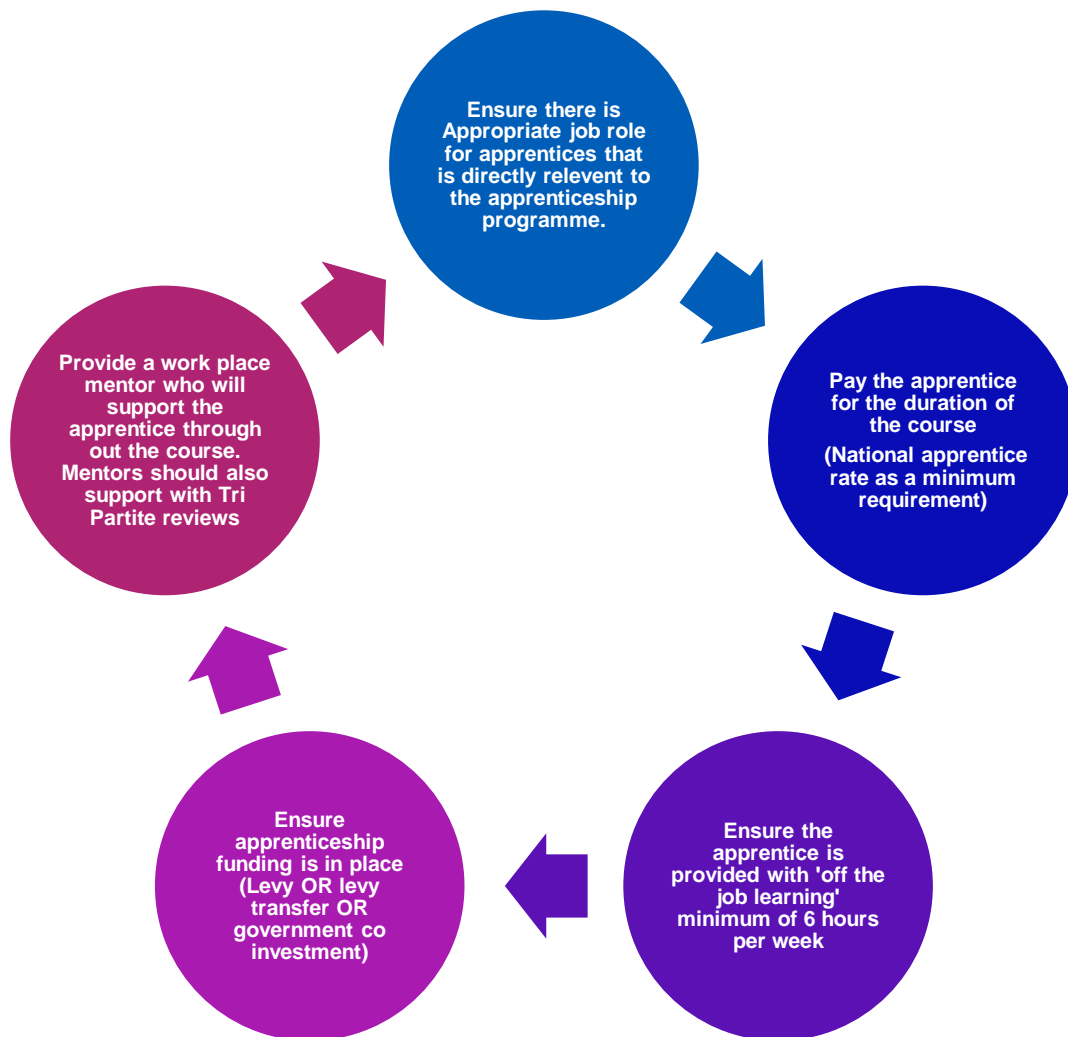 Ensure there is
Appropriate job role
for apprentices that
is directly relevent to
the apprenticeship
programme.
Pay the apprentice
for the duration of
the course
(National apprentice
rate as a minimum
requirement)
Ensure the
apprentice is
provided with 'off the
job learning'
minimum of 6 hours
per week
Ensure
apprenticeship
funding is in place
(Levy OR levy
transfer OR
government co
investment)
Provide a work place
mentor who will
support the
apprentice through
out the course.
Mentors should also
support with Tri
Partite reviews